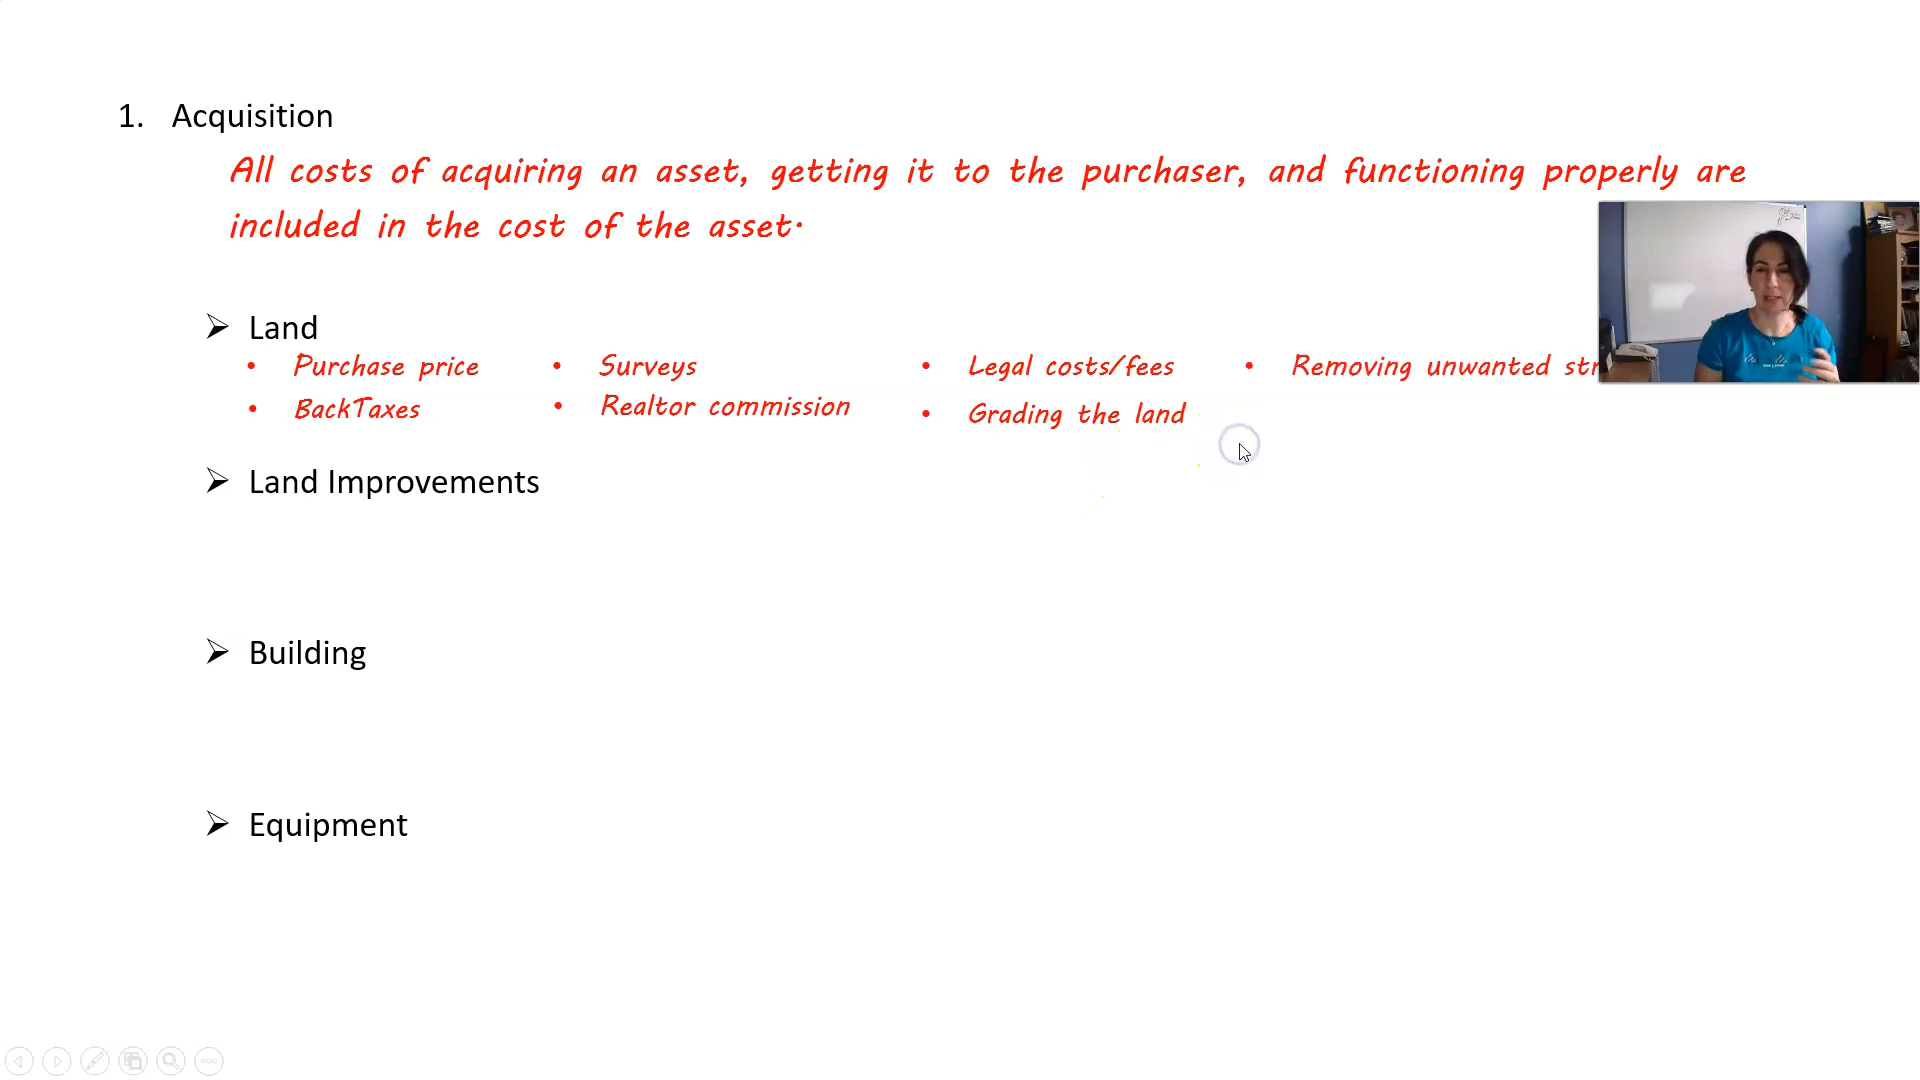 1. Acquisition
All costs of acquiring an asset, getting it to the purchaser, and functioning properly are
included in the cost of the asset.
➢ Land
• Purchase price • Surveys • Legal costs/fees • Removing unwanted
• BackTaxes • Realtor commission • Grading the land
➢ Land Improvements
➢ Building
➢ Equipment